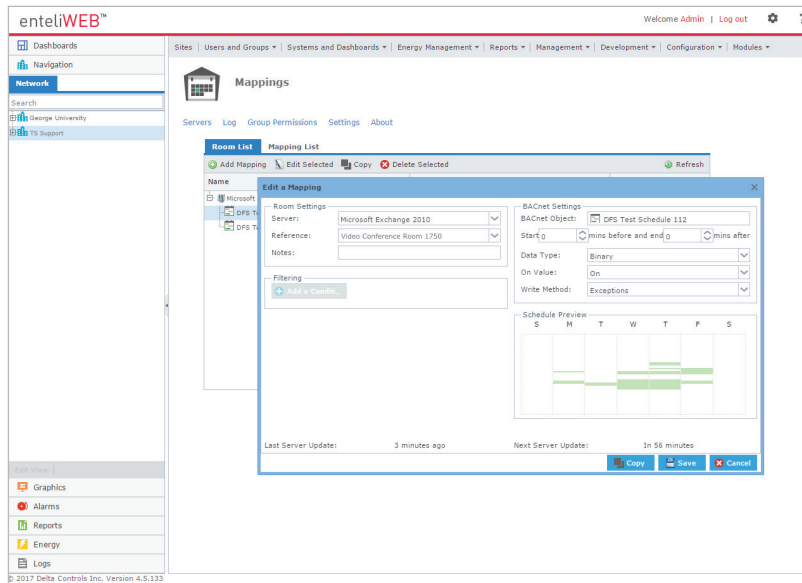 enteliWEB™
Welcome Admin | Log out
Dashboards
Navigation
Network
Search
George University
TS Support
Edit View
Graphics
Alarms
Reports
Energy
Logs
© 2017 Delta Controls Inc. Version 4.5.133
Sites | Users and Groups | Systems and Dashboards | Energy Management | Reports | Management | Development | Configuration | Modules
Mappings
Servers Log Group Permissions Settings About
Room List Mapping List
Add Mapping Edit Selected Copy Delete Selected Refresh
Name
Microsoft
DFS Te
DFS Te
Edit a Mapping
Room Settings
Server: Microsoft Exchange 2010
Reference: Video Conference Room 1750
Notes:
Filtering
Add a Conditi...
BACnet Settings
BACnet Object: DFS Test Schedule 112
Start 0 mins before and end 0 mins after
Data Type: Binary
On Value: On
Write Method: Exceptions
Schedule Preview
S M T W T F S
Last Server Update: 3 minutes ago Next Server Update: In 56 minutes
Copy Save Cancel